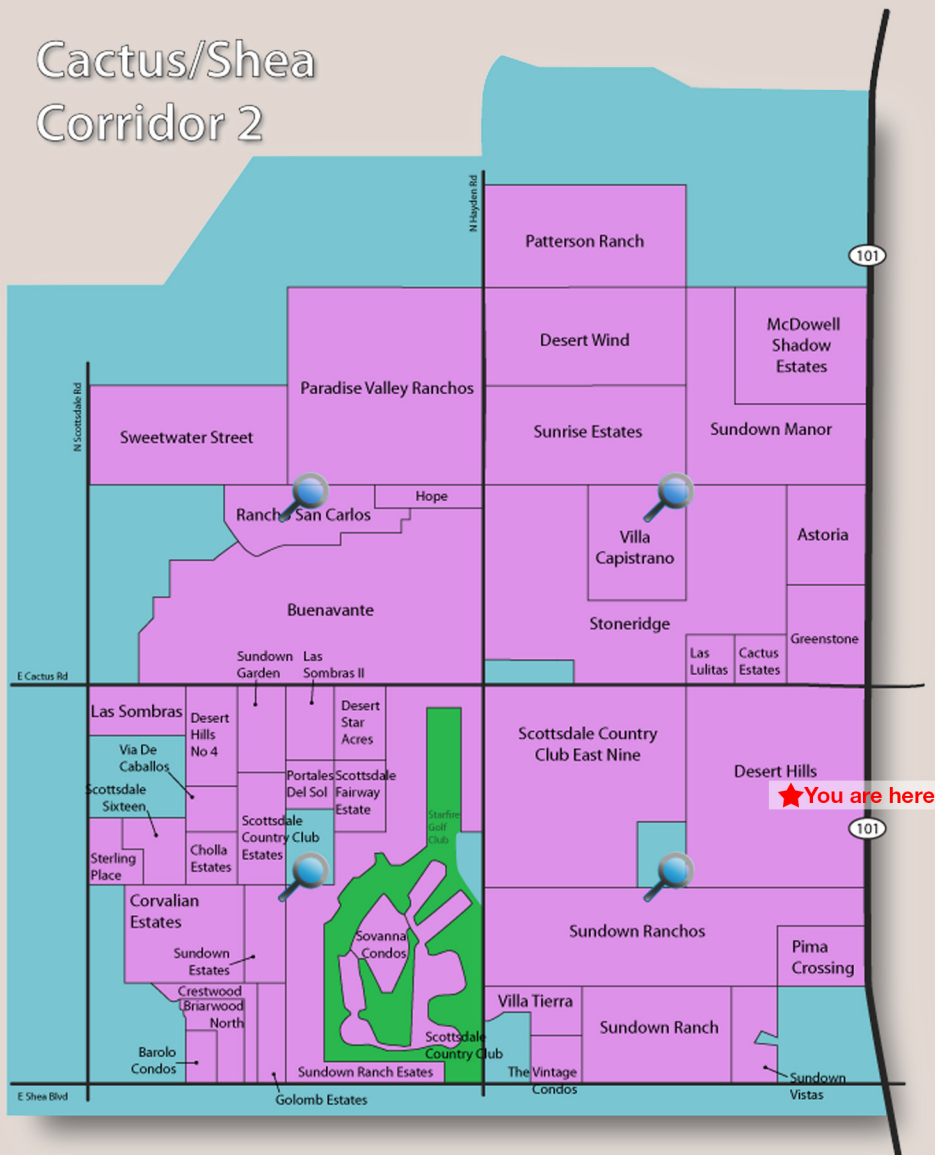 Cactus/Shea
Corridor 2
N Hayden Rd
Patterson Ranch
101
McDowell
Shadow
Estates
Desert Wind
Paradise Valley Ranchos
N Scottsdale Rd
Sweetwater Street
Sunrise Estates
Sundown Manor
Hope
Rancho San Carlos
Villa
Capistrano
Astoria
Buenavante
Stoneridge
Greenstone
Las
Lulitas
Cactus
Estates
Sundown
Garden
Las
Sombras II
E Cactus Rd
Las Sombras
Desert
Hills
No 4
Desert
Star
Acres
Scottsdale Country
Club East Nine
Via De
Caballos
Desert Hills
Portales
Del Sol
Scottsdale
Fairway
Estate
Scottsdale
Sixteen
You are here
Starfire
Golf
Club
101
Scottsdale
Country Club
Estates
Cholla
Estates
Sterling
Place
Corvalian
Estates
Sovanna
Condos
Sundown Ranchos
Pima
Crossing
Sundown
Estates
Crestwood
Briarwood
North
Villa Tierra
Sundown Ranch
Scottsdale
Country Club
Barolo
Condos
Sundown Ranch Esates
The Vintage
Condos
Sundown
Vistas
E Shea Blvd
Golomb Estates